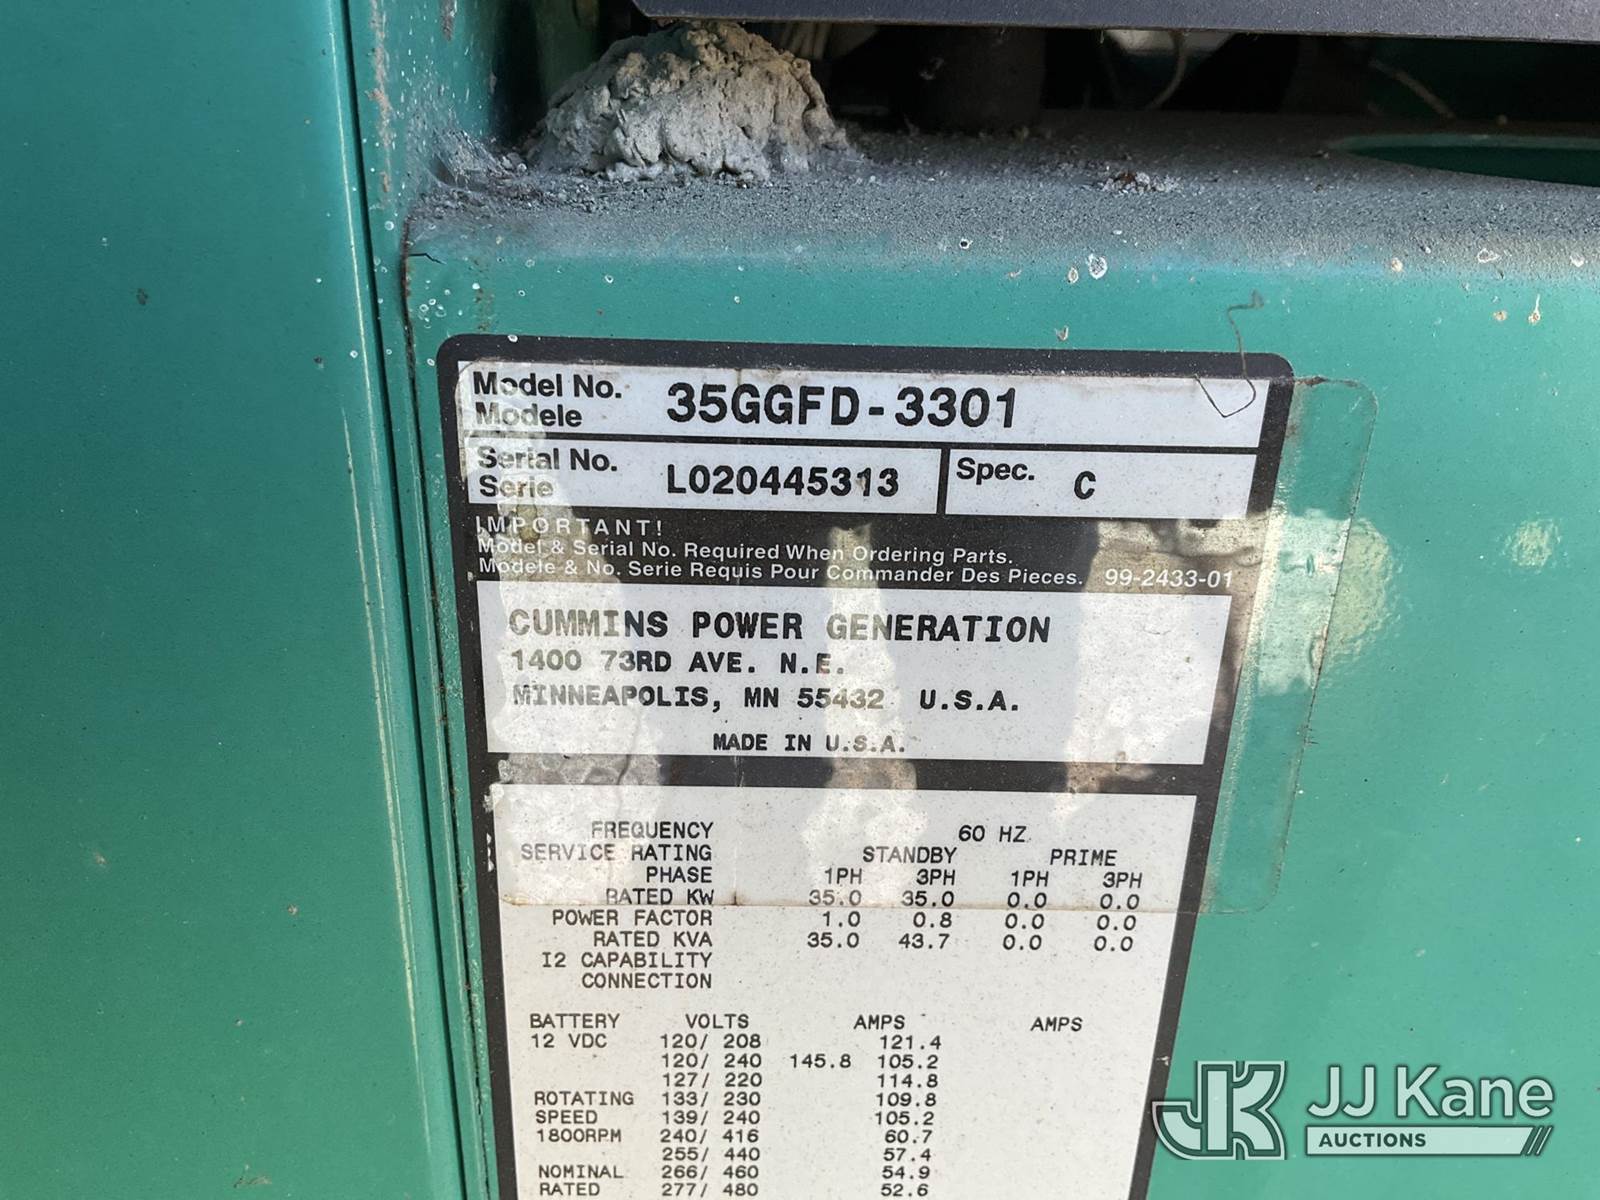 Model No. 35GGFD-3301
Modele
Serial No. L020445313 Spec. C
Serie
IMPORTANT!
Model & Serial No. Required When Ordering Parts.
Modele & No. Serie Requis Pour Commander Des Pieces. 99-2433-01
CUMMINS POWER GENERATION
1400 73RD AVE. N.E.
MINNEAPOLIS, MN 55432 U.S.A.
MADE IN U.S.A.
FREQUENCY 60 HZ
SERVICE RATING STANDBY PRIME
PHASE 1PH 3PH 1PH 3PH
RATED KW 35.0 35.0 0.0 0.0
POWER FACTOR 1.0 0.8 0.0 0.0
RATED KVA 35.0 43.7 0.0 0.0
I2 CAPABILITY
CONNECTION
BATTERY VOLTS AMPS AMPS
12 VDC 120/ 208 121.4
120/ 240 145.8 105.2
127/ 220 114.8
ROTATING 133/ 230 109.8
SPEED 139/ 240 105.2
1800RPM 240/ 416 60.7
255/ 440 57.4
NOMINAL 266/ 460 54.9
RATED 277/ 480 52.6
JK JJ Kane
AUCTIONS